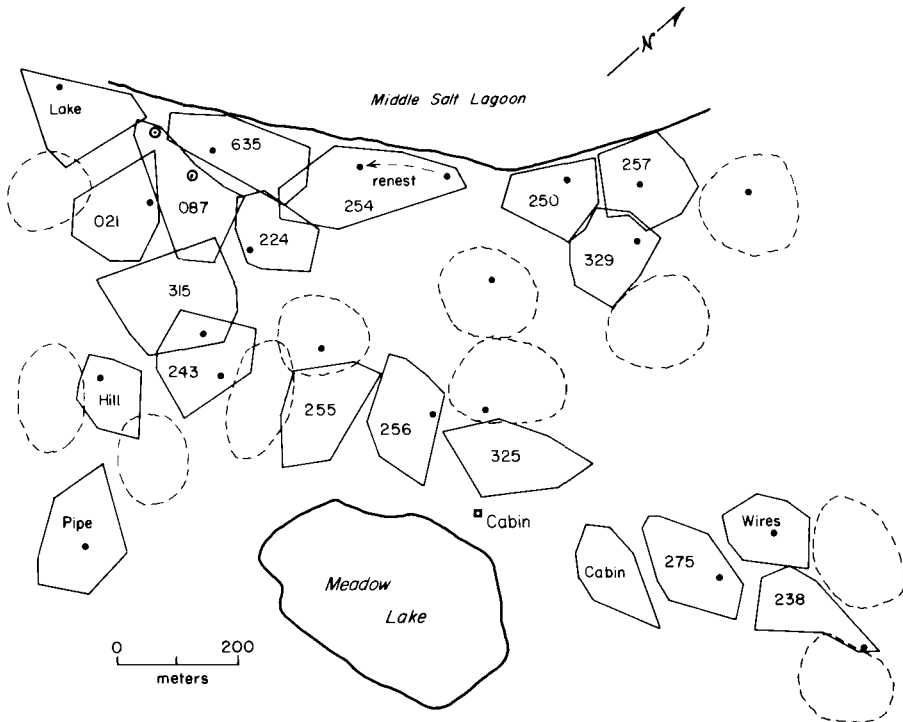 N
Middle Salt Lagoon
Lake
635
257
renest
250
254
O21
087
224
329
315
243
Hill
255
256
325
Pipe
Cabin
Wires
Cabin
275
Meadow
Lake
238
0 200
meters